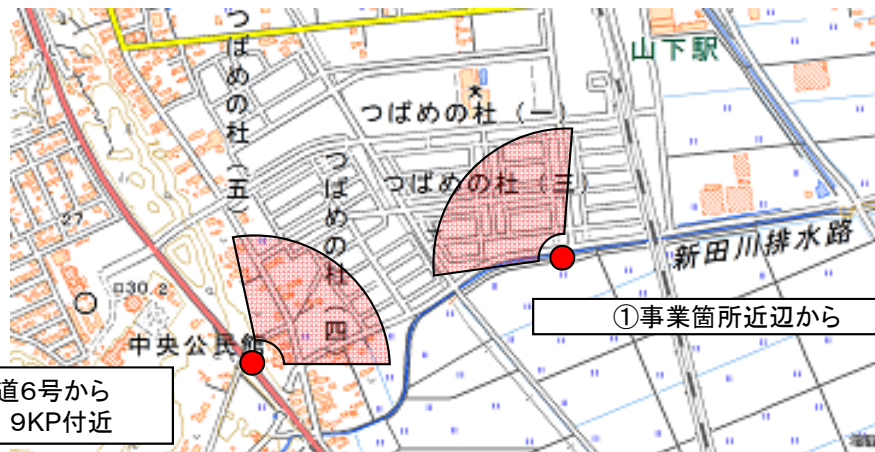 つばめの杜(五)
山下駅
つばめの杜(一)
つばめの杜(三)
つばめの杜(四)
27
30.2
新田川排水路
①事業箇所近辺から
中央公民館
道6号から
9KP付近